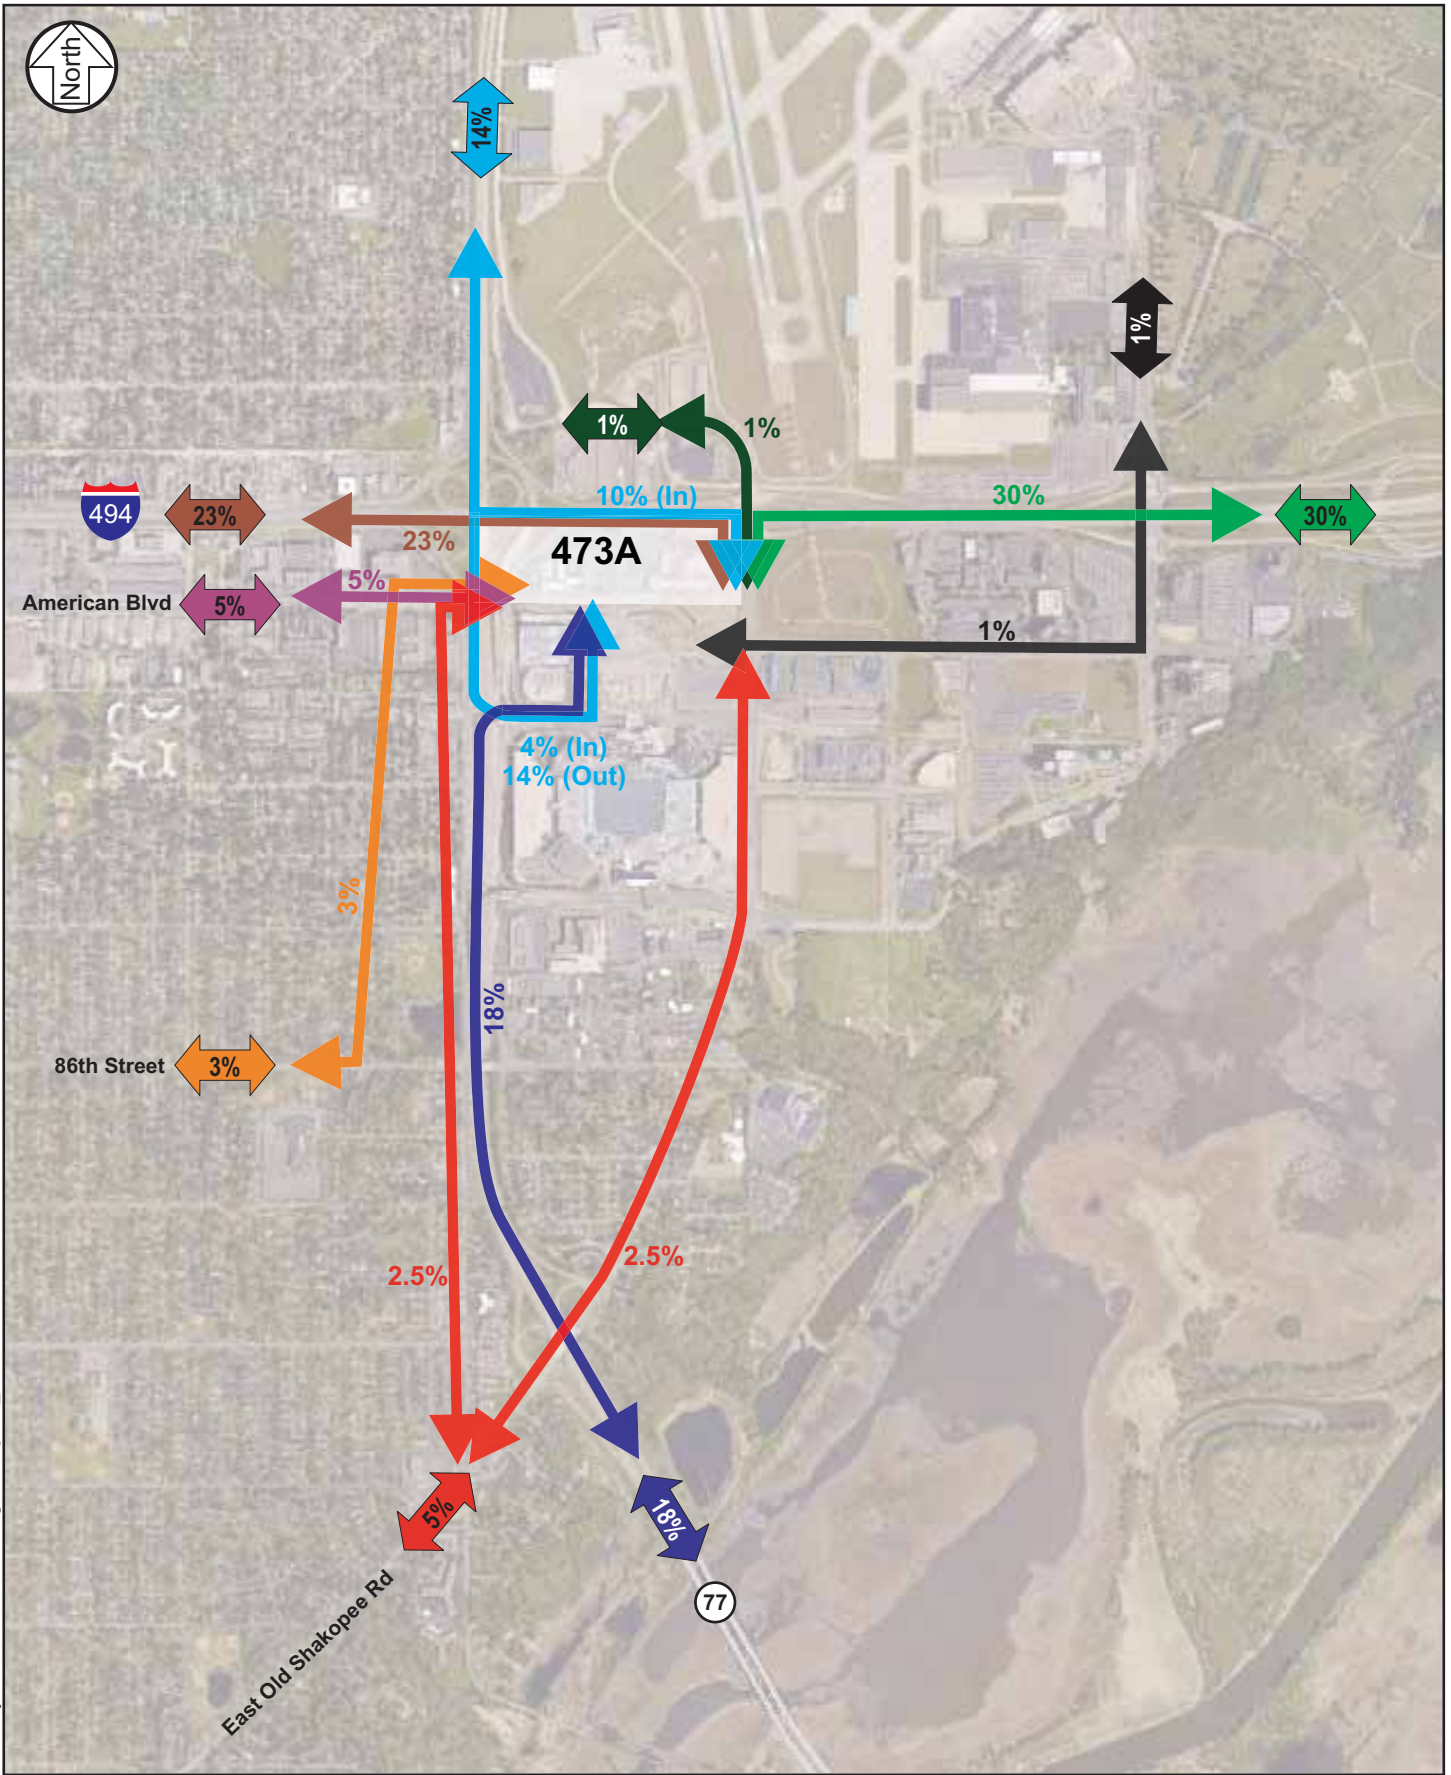 North
14%
1%
1%
1%
494
23%
10% (In)
30%
30%
23%
473A
American Blvd
5%
5%
1%
4% (In)
14% (Out)
3%
18%
86th Street
3%
2.5%
2.5%
5%
18%
77
East Old Shakopee Rd